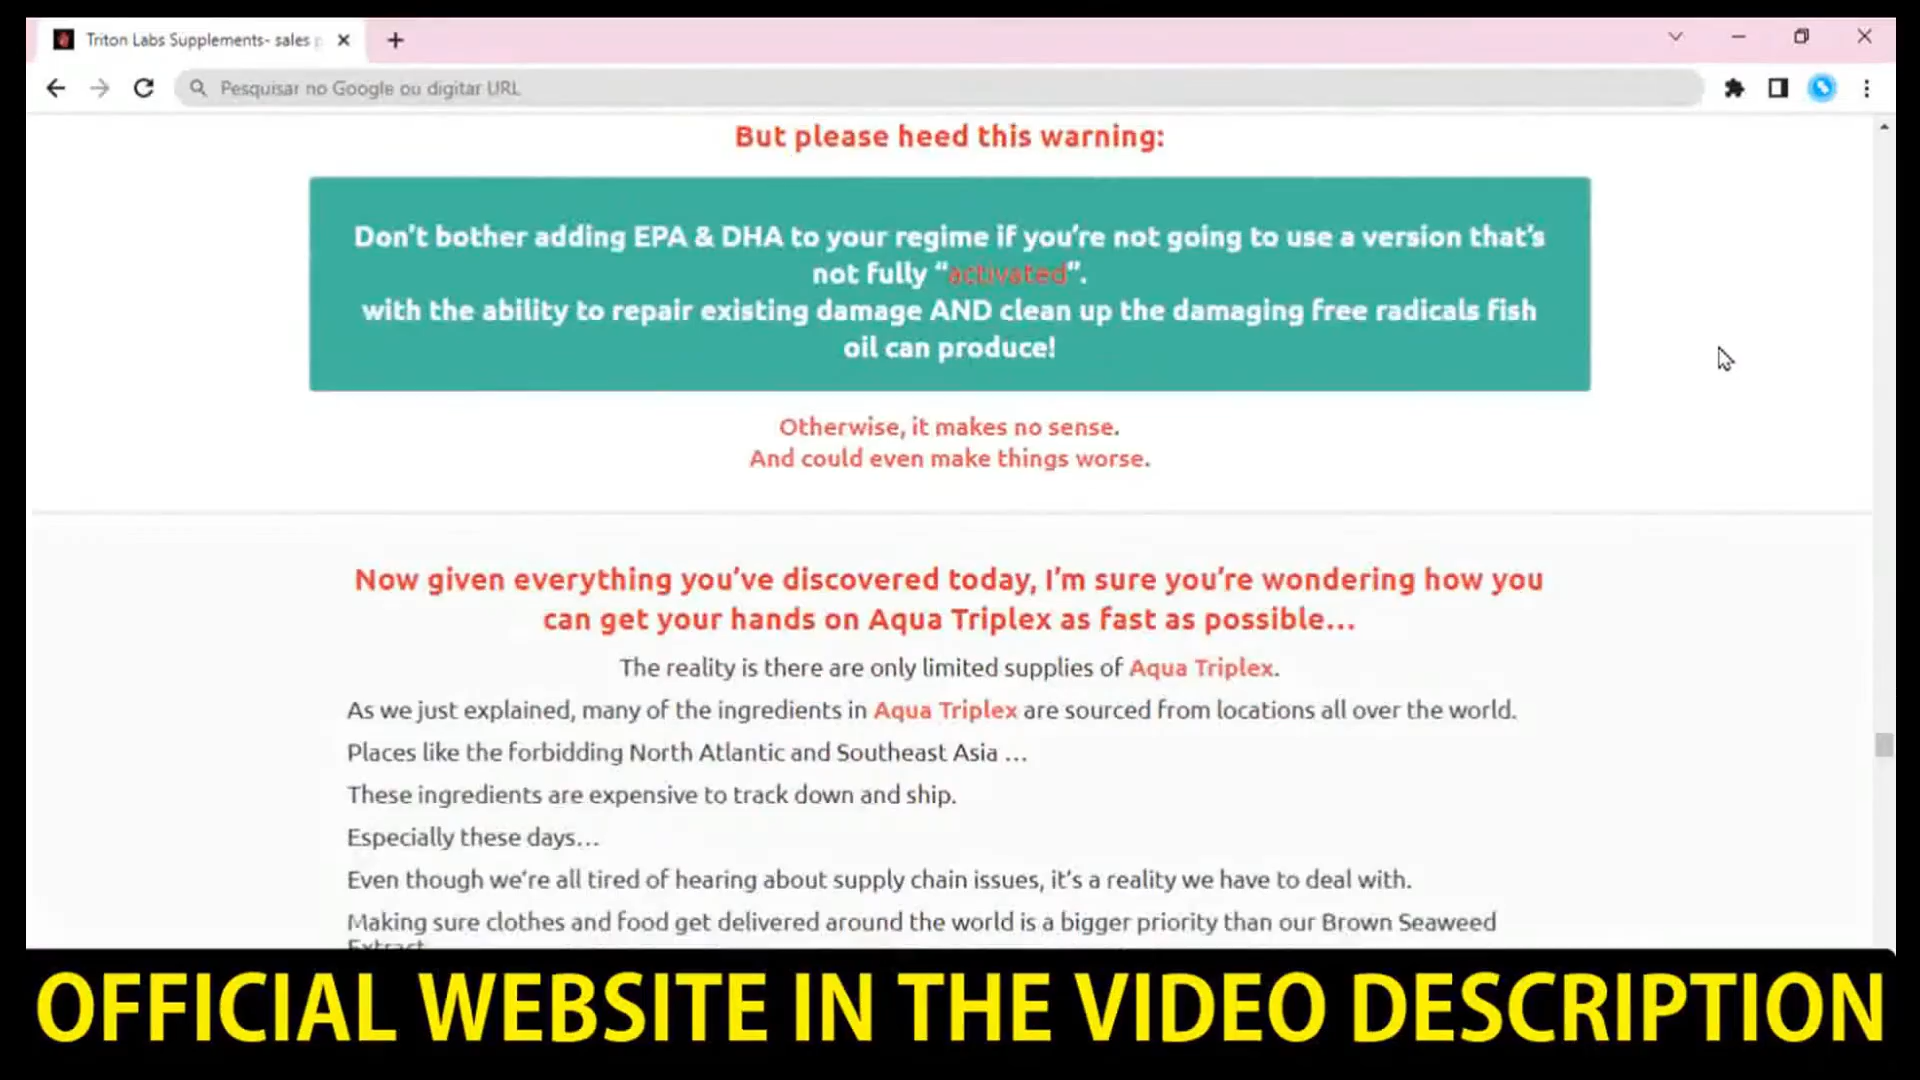 Triton Labs Supplements- sales p
Pesquisar no Google ou digitar URL
But please heed this warning:
Don't bother adding EPA & DHA to your regime if you're not going to use a version that's
not fully “activated”.
with the ability to repair existing damage AND clean up the damaging free radicals fish
oil can produce!
Otherwise, it makes no sense.
And could even make things worse.
Now given everything you've discovered today, I'm sure you're wondering how you
can get your hands on Aqua Triplex as fast as possible...
The reality is there are only limited supplies of Aqua Triplex.
As we just explained, many of the ingredients in Aqua Triplex are sourced from locations all over the world.
Places like the forbidding North Atlantic and Southeast Asia ...
These ingredients are expensive to track down and ship.
Especially these days...
Even though we're all tired of hearing about supply chain issues, it's a reality we have to deal with.
Making sure clothes and food get delivered around the world is a bigger priority than our Brown Seaweed
Extract
OFFICIAL WEBSITE IN THE VIDEO DESCRIPTION